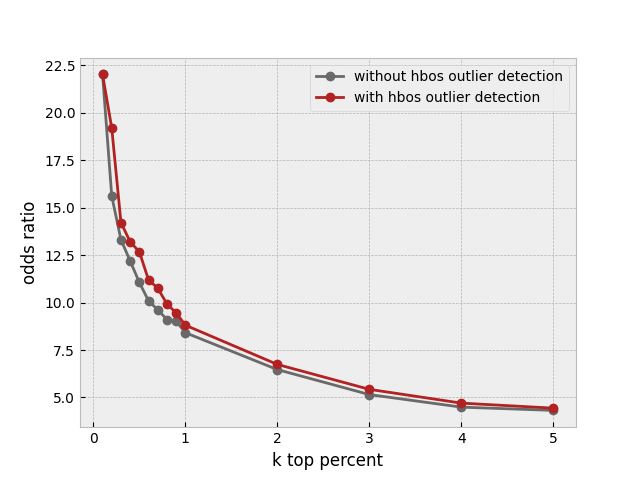 22.5
20.0
17.5
15.0
12.5
10.0
7.5
5.0
odds ratio
without hbos outlier detection
with hbos outlier detection
0 1 2 3 4 5
k top percent